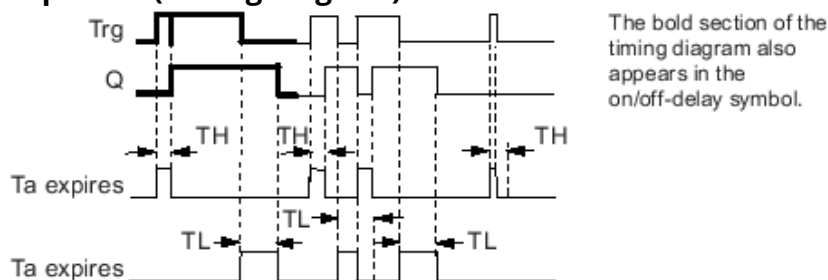 Trg
Q
TH
TH
TH
Ta expires
TL
TL
TL
Ta expires
The bold section of the
timing diagram also
appears in the
on/off-delay symbol.